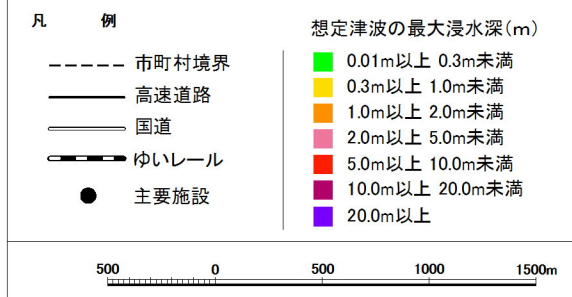 凡 例
市町村境界
高速道路
国道
ゆいレール
主要施設
想定津波の最大浸水深(m)
0.01m以上 0.3m未満
0.3m以上 1.0m未満
1.0m以上 2.0m未満
2.0m以上 5.0m未満
5.0m以上 10.0m未満
10.0m以上 20.0m未満
20.0m以上
500 0 500 1000 1500m